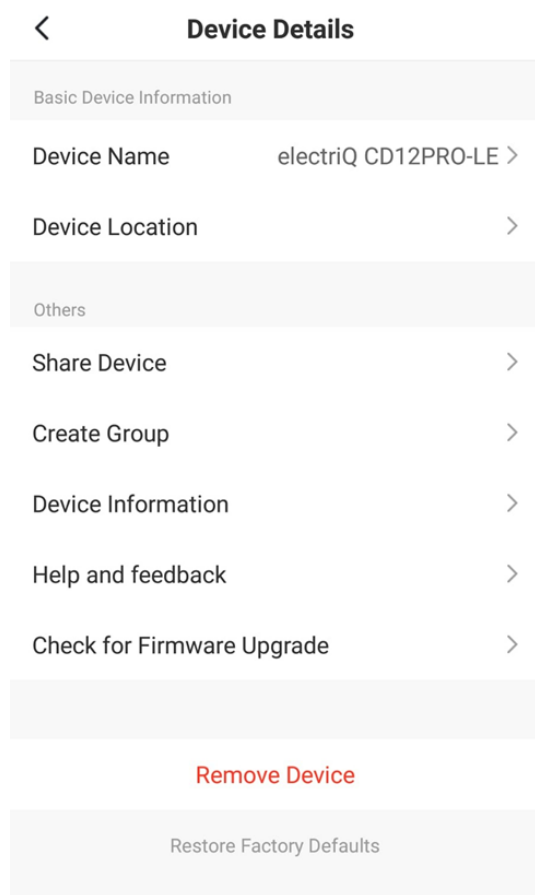 Device Details
Basic Device Information
Device Name electriQ CD12PRO-LE
Device Location
Others
Share Device
Create Group
Device Information
Help and feedback
Check for Firmware Upgrade
Remove Device
Restore Factory Defaults